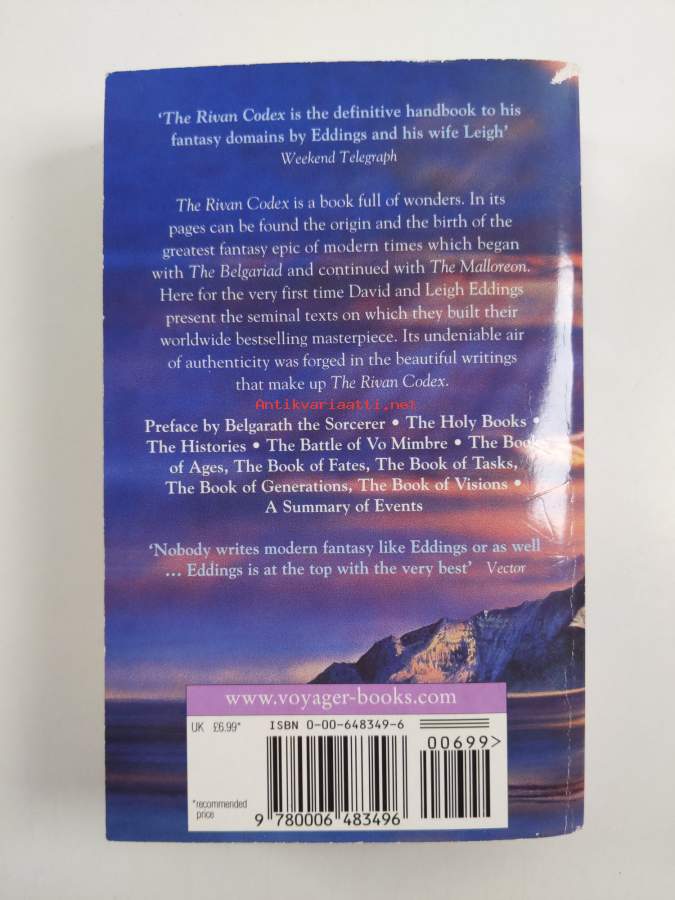 ‘The Rivan Codex is the definitive handbook to his
fantasy domains by Eddings and his wife Leigh’
Weekend Telegraph
The Rivan Codex is a book full of wonders. In its
pages can be found the origin and the birth of the
greatest fantasy epic of modern times which began
with The Belgariad and continued with The Malloreon.
Here for the very first time David and Leigh Eddings
present the seminal texts on which they built their
worldwide bestselling masterpiece. Its undeniable air
of authenticity was forged in the beautiful writings
that make up The Rivan Codex.
Antikvariaatti.net
Preface by Belgarath the Sorcerer • The Holy Books •
The Histories • The Battle of Vo Mimbre • The Book
of Ages, The Book of Fates, The Book of Tasks,
The Book of Generations, The Book of Visions •
A Summary of Events
‘Nobody writes modern fantasy like Eddings or as well
… Eddings is at the top with the very best’ Vector
www.voyager-books.com
UK £6.99*
ISBN 0-00-648349-6
00699>
*recommended
price
9 780006 483496